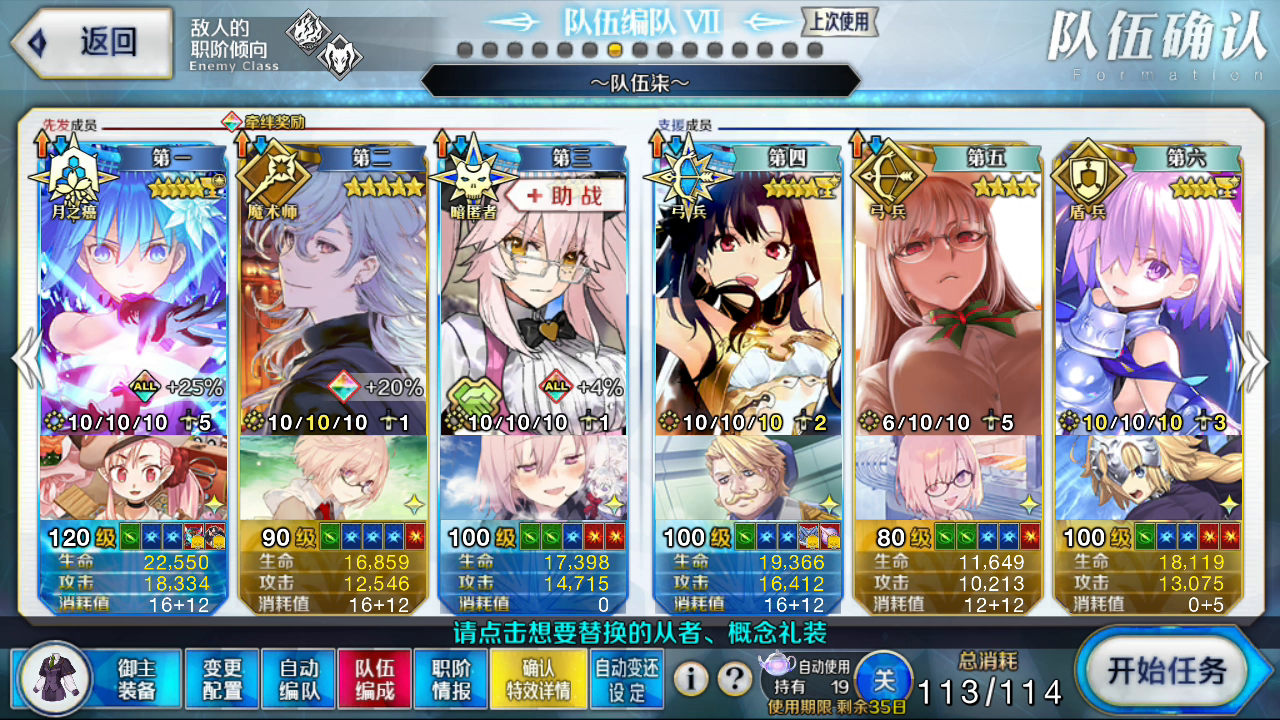 返回
敌人的
职阶倾向
Enemy Class
队伍编队 VII
上次使用
队伍确认
Formation
～队伍柒～
先发成员
牵绊奖励
支援成员
第一
第二
第三
第四
第五
第六
月之癌
魔术师
暗匿者
弓兵
弓兵
盾兵
+ 助战
ALL +25%
+20%
ALL +4%
10/10/10 5
10/10/10 1
10/10/10 1
10/10/10 2
6/10/10 5
10/10/10 3
120级
90级
100级
100级
80级
100级
生命 22,550
攻击 18,334
消耗值 16+12
生命 16,859
攻击 12,546
消耗值 16+12
生命 17,398
攻击 14,715
消耗值 0
生命 19,366
攻击 16,412
消耗值 16+12
生命 11,649
攻击 10,213
消耗值 12+12
生命 18,119
攻击 13,075
消耗值 0+5
请点击想要替换的从者、概念礼装
御主
装备
变更
配置
自动
编队
队伍
编成
职阶
情报
确认
特效详情
自动变还
设定
i
?
自动使用
持有 19
使用期限 剩余35日
关
总消耗
113/114
开始任务